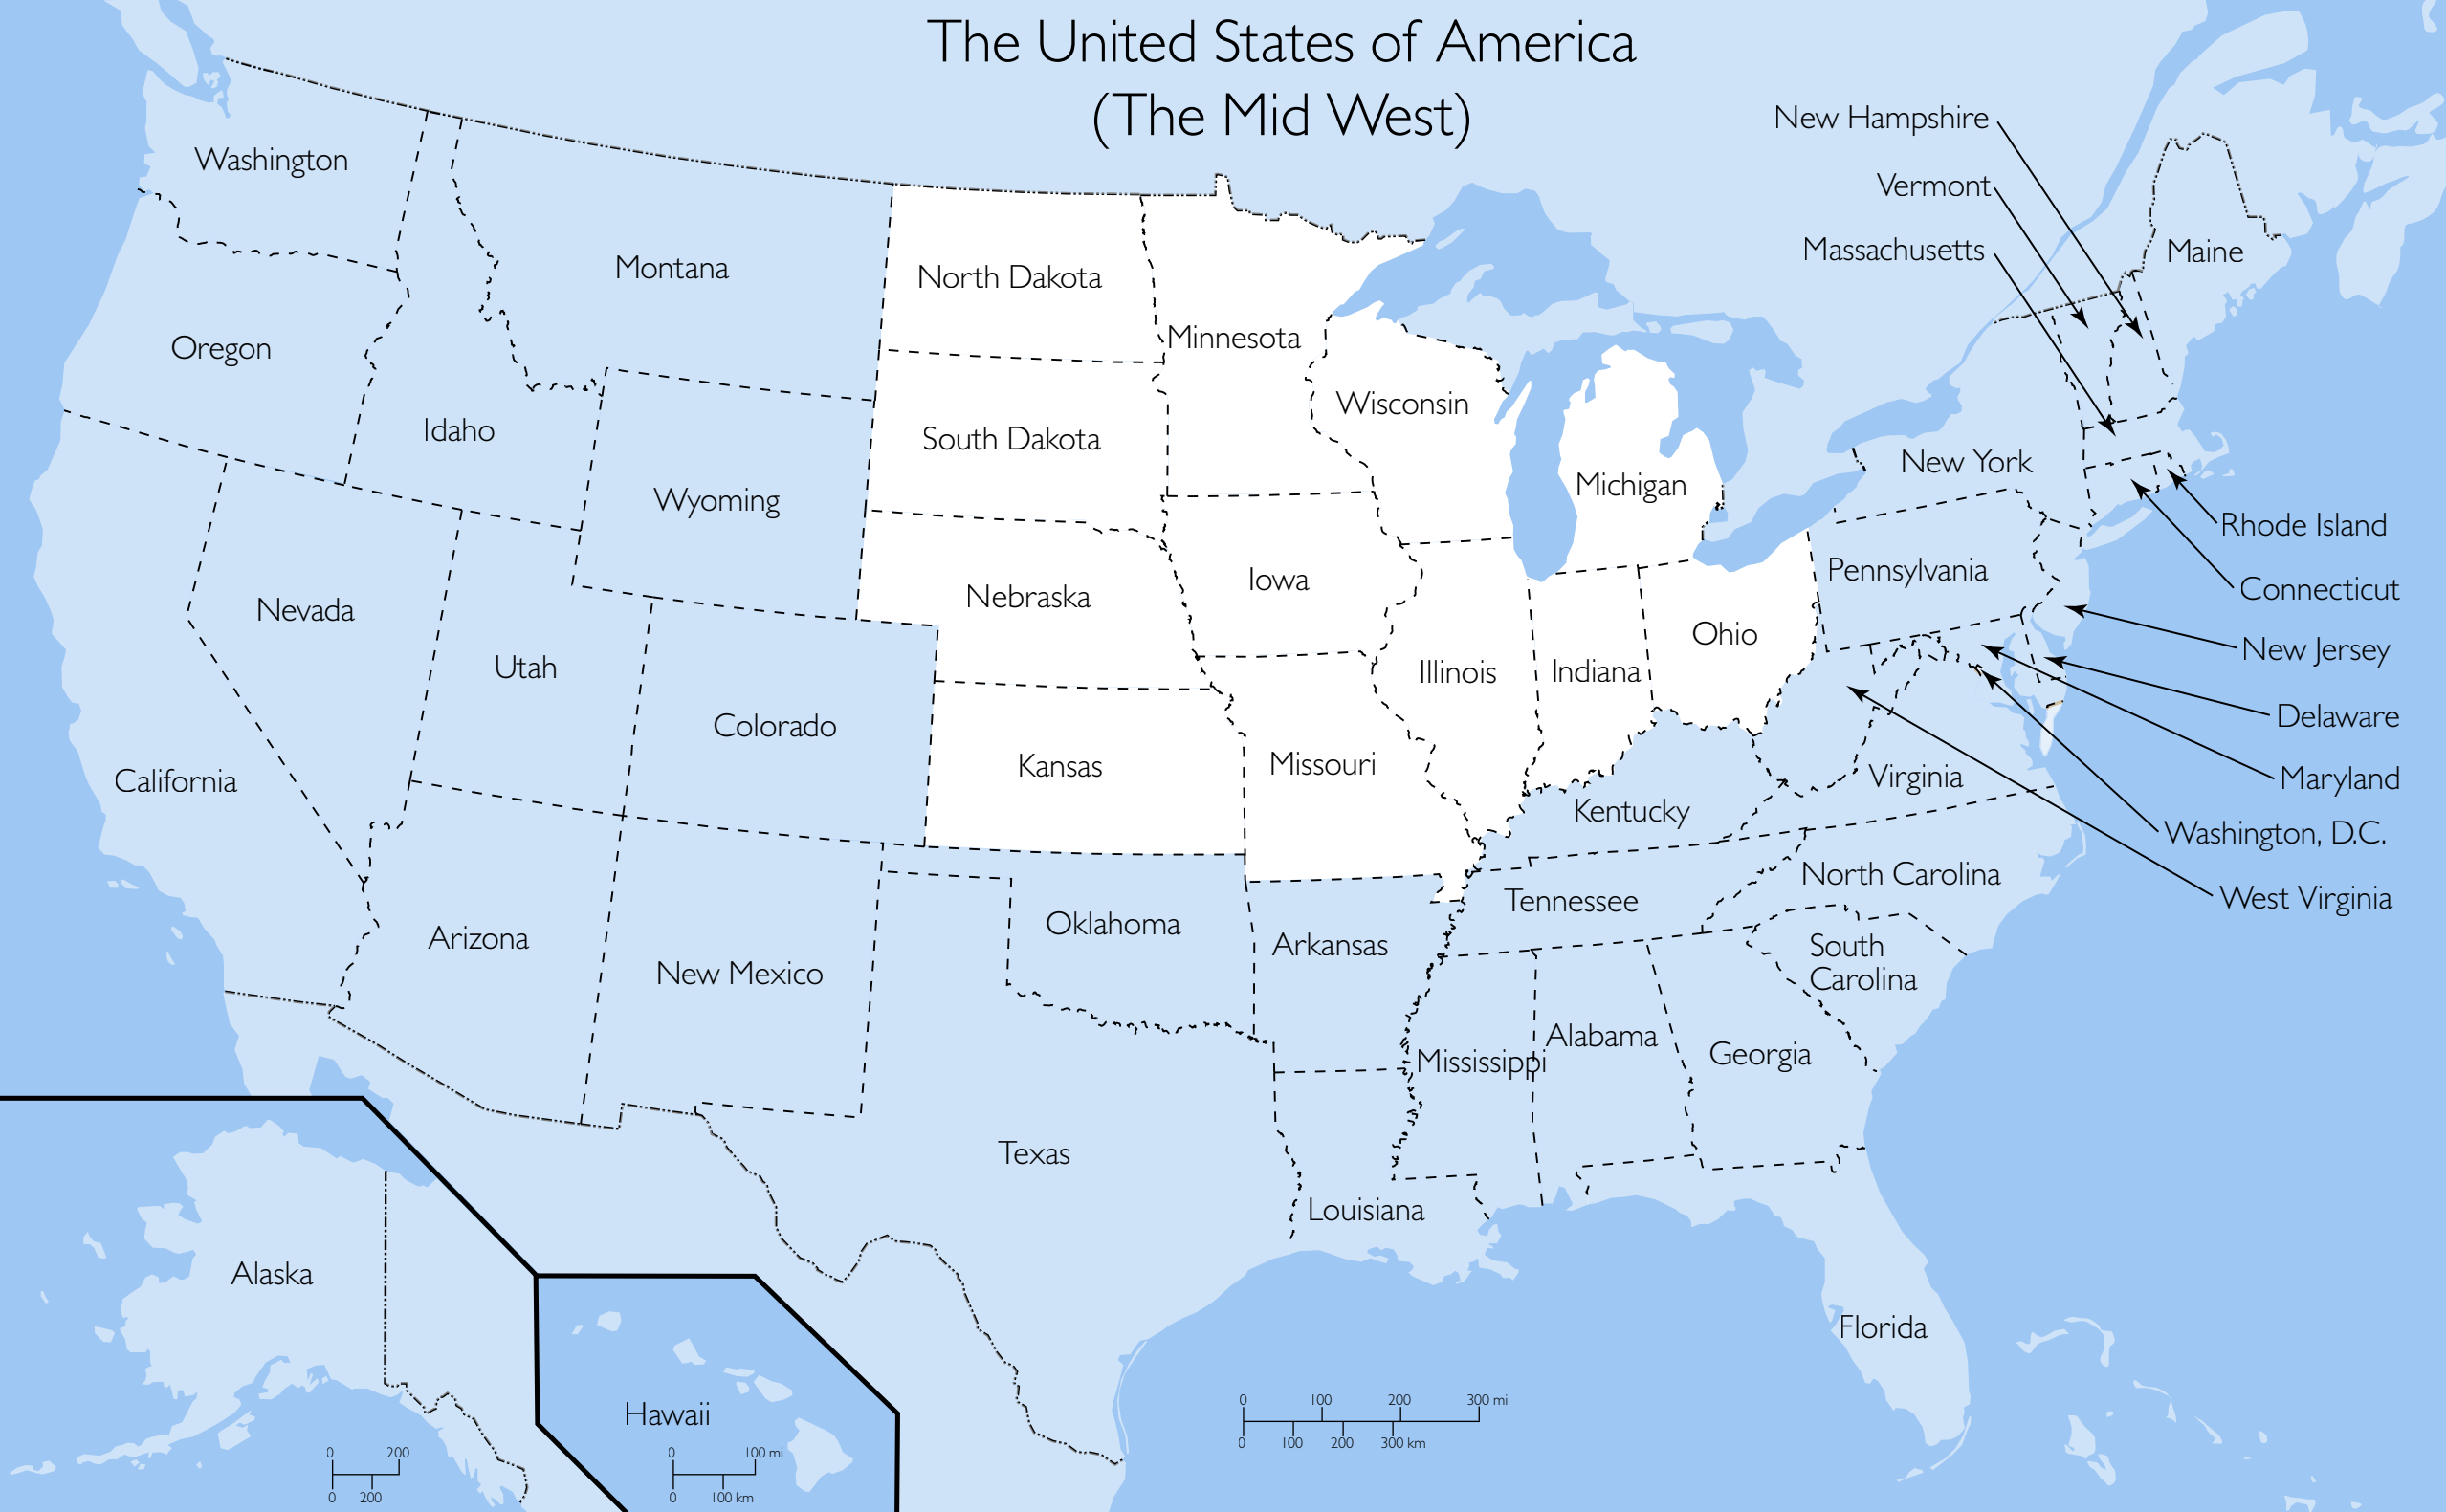 The United States of America
(The Mid West)
New Hampshire
Washington
Vermont
Massachusetts
Maine
Montana
North Dakota
Minnesota
Oregon
Wisconsin
Idaho
South Dakota
New York
Michigan
Wyoming
Rhode Island
Pennsylvania
Iowa
Connecticut
Nebraska
Nevada
Ohio
New Jersey
Utah
Illinois
Indiana
Delaware
Colorado
Kansas
Missouri
California
Virginia
Maryland
Kentucky
Washington, D.C.
North Carolina
West Virginia
Tennessee
Oklahoma
Arizona
Arkansas
South
Carolina
New Mexico
Alabama
Mississippi
Georgia
Texas
Louisiana
Alaska
Florida
Hawaii
0 100 200 300 mi
0 100 200 300 km
0 200
0 200
0 100 mi
0 100 km